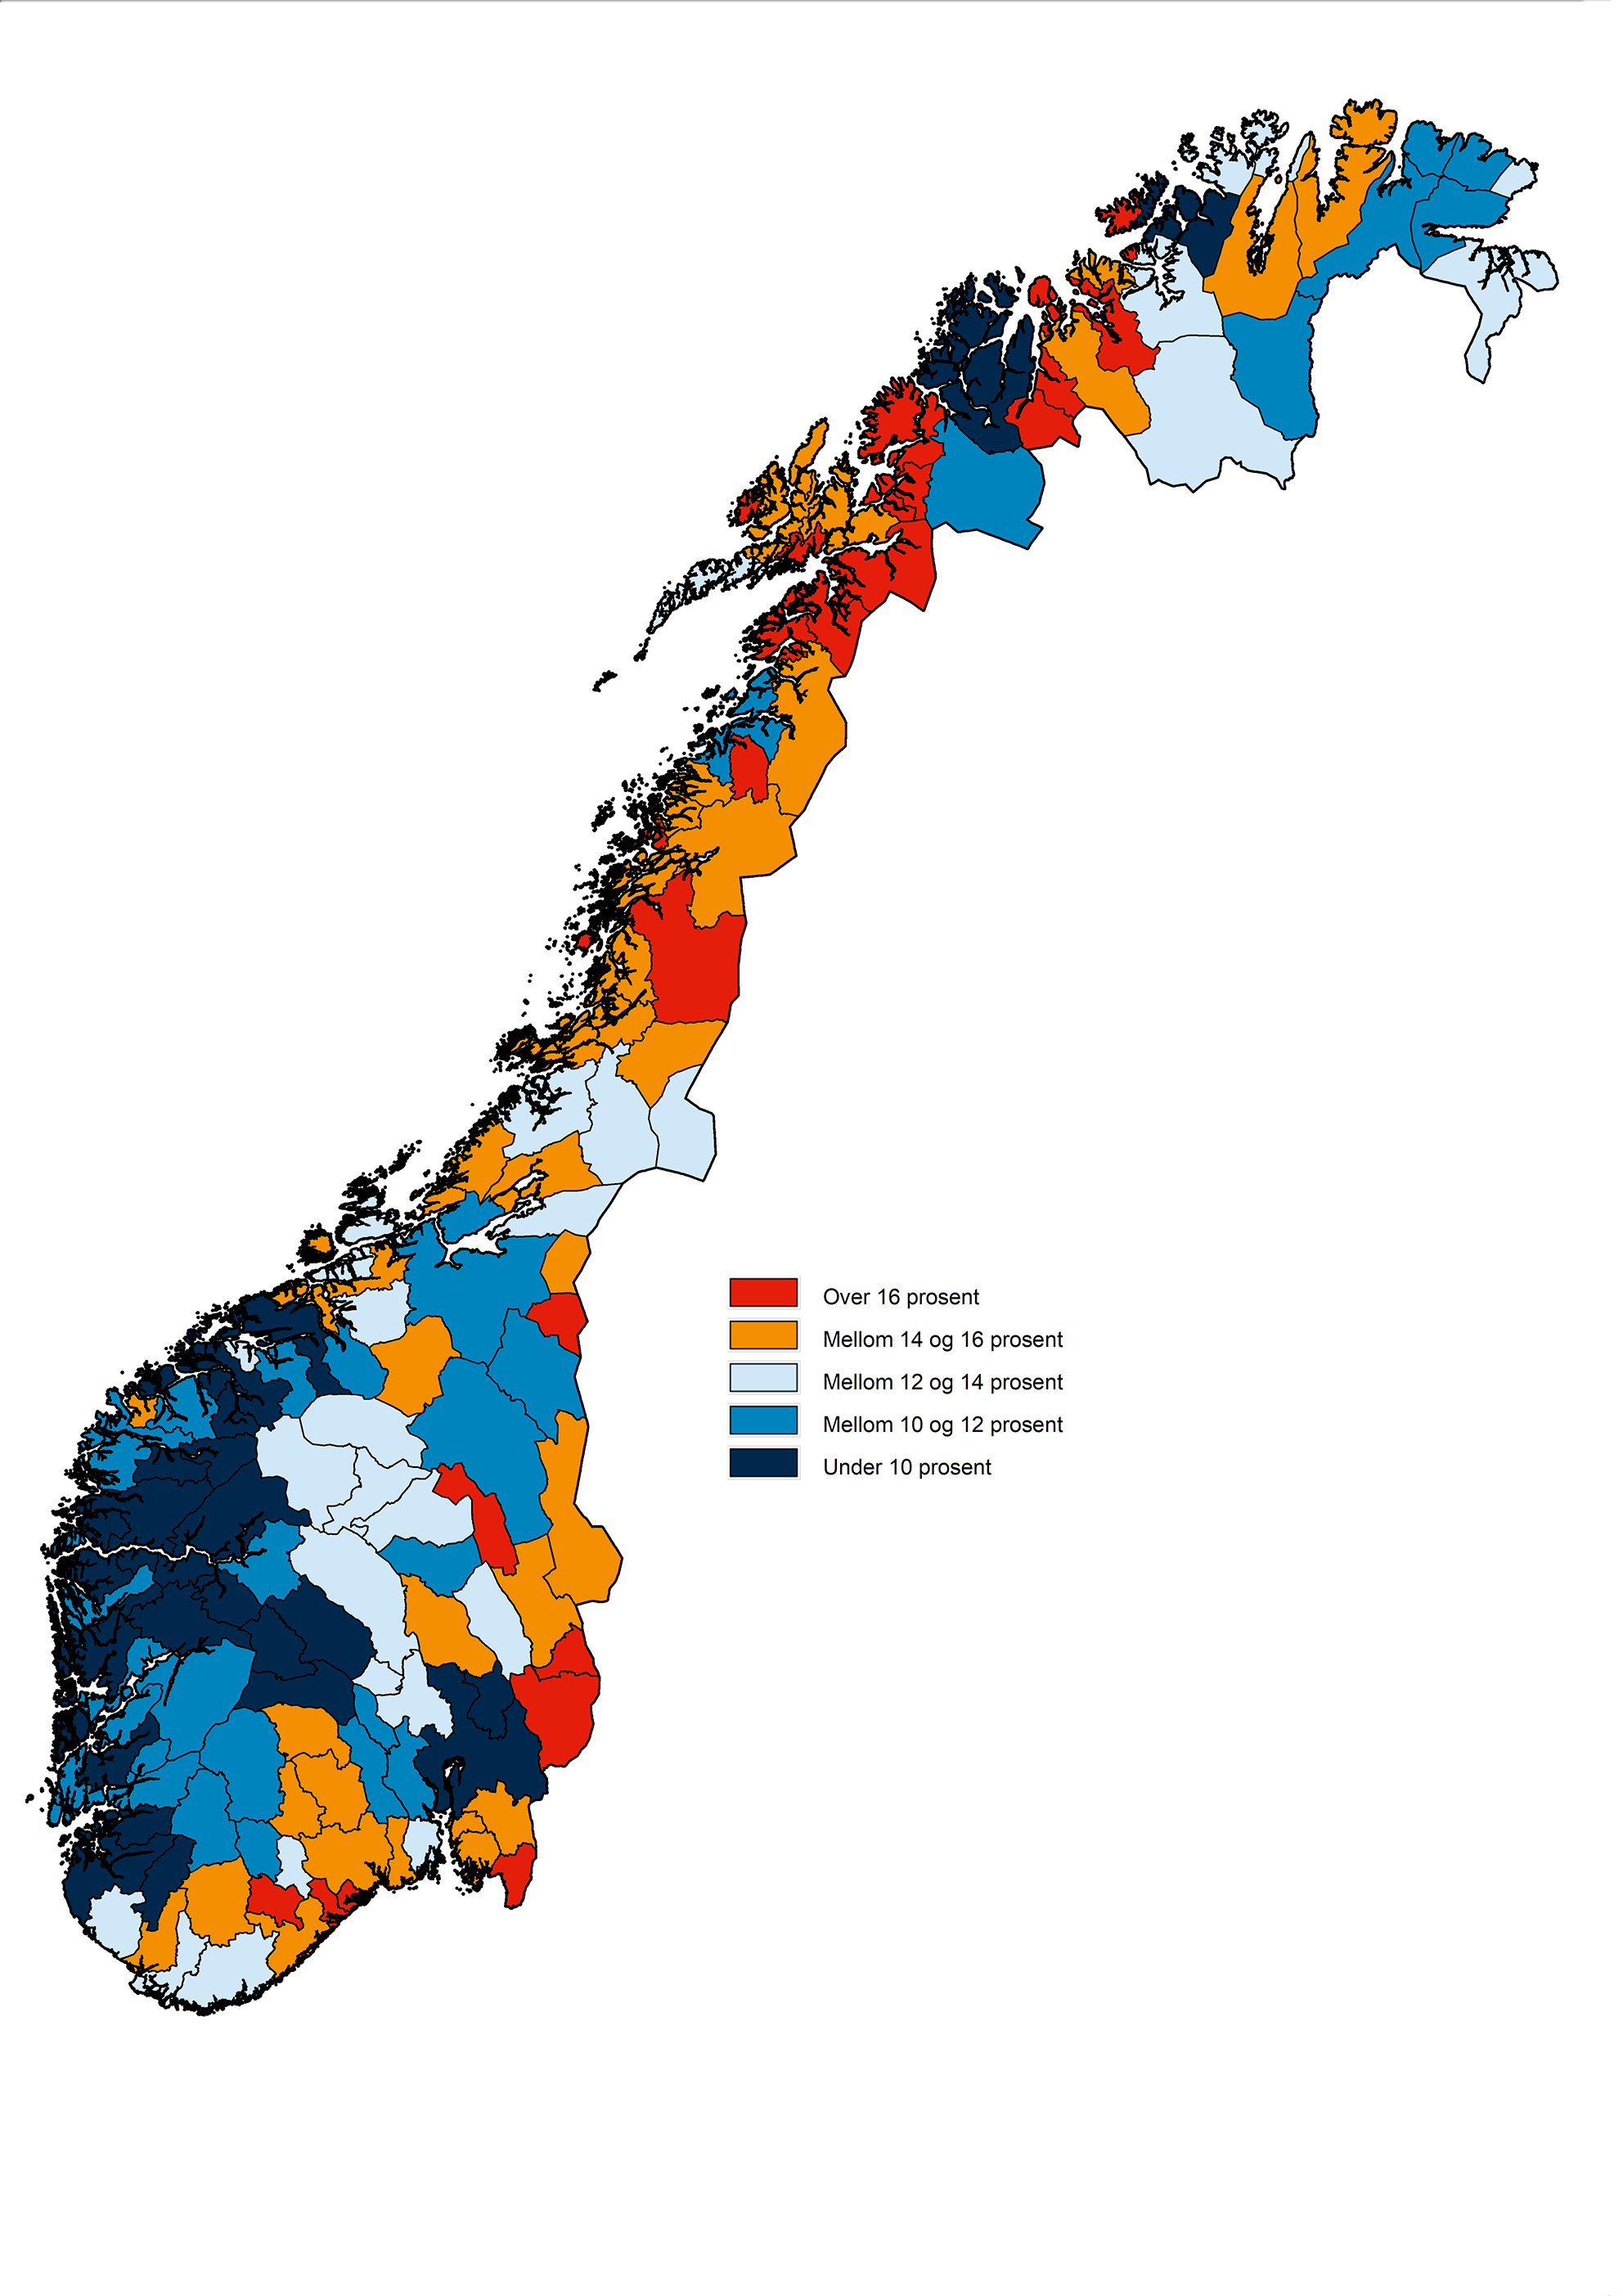 Over 16 prosent
Mellom 14 og 16 prosent
Mellom 12 og 14 prosent
Mellom 10 og 12 prosent
Under 10 prosent